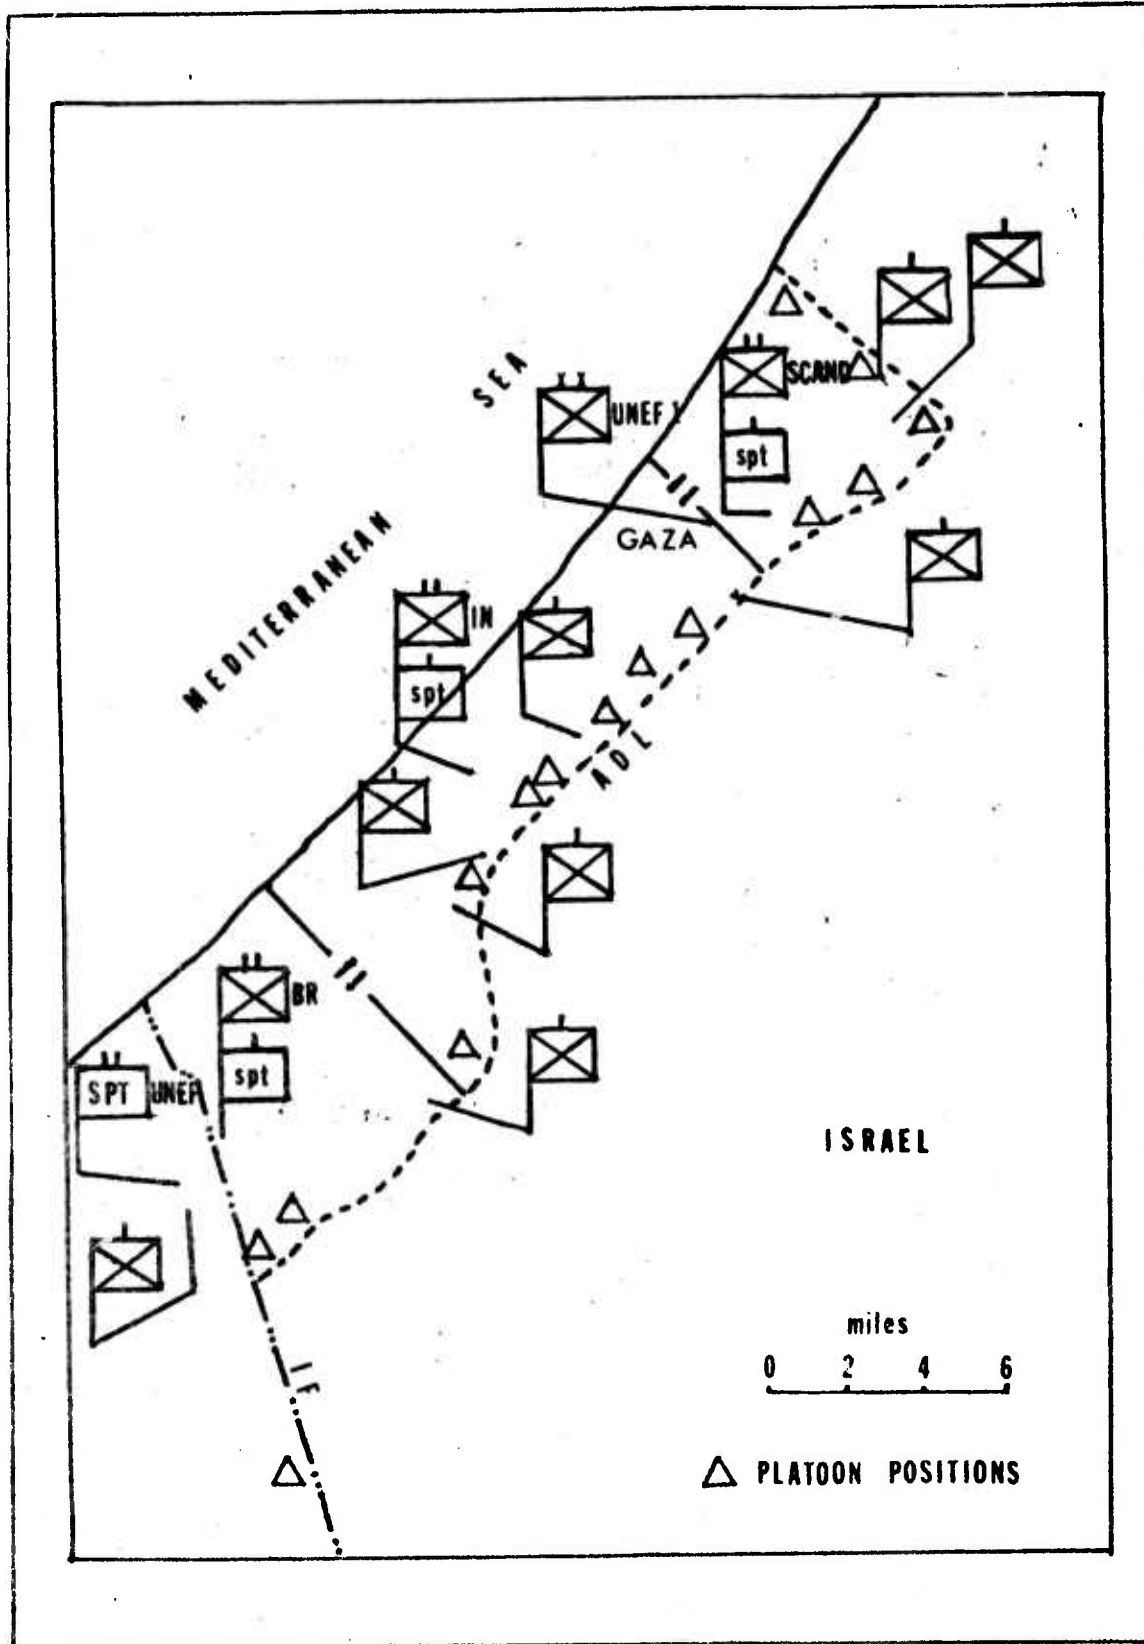 SCAND
SEA
UNEF 1
spt
GAZA
MEDITERRANEAN
IN
spt
ADL
BR
spt
SPT UNEF
ISRAEL
IF
miles
0 2 4 6
PLATOON POSITIONS